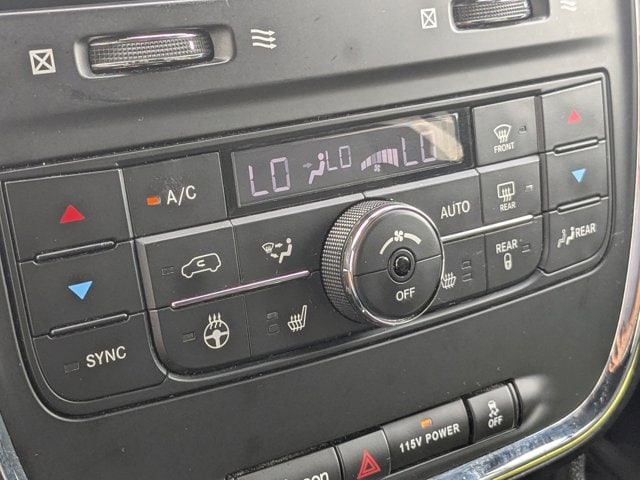 LO LO LO
FRONT
A/C
REAR
AUTO
REAR
REAR
OFF
SYNC
OFF
115V POWER